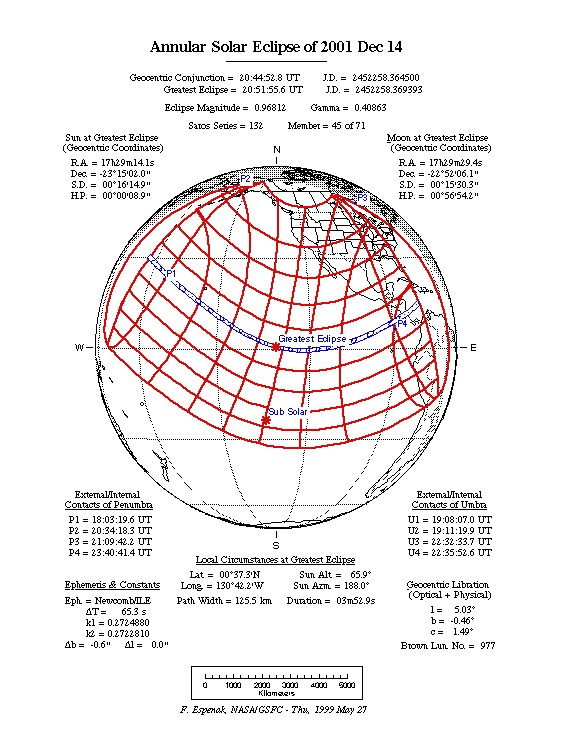 Annular Solar Eclipse of 2001 Dec 14
Geocentric Conjunction = 20:44:52.8 UT J.D. = 2452258.364500
Greatest Eclipse = 20:51:55.6 UT J.D. = 2452258.369393
Eclipse Magnitude = 0.96812 Gamma = 0.40863
Saros Series = 132 Member = 45 of 71
Sun at Greatest Eclipse
(Geocentric Coordinates)
R.A. = 17h29m14.1s
Dec. = -23°15'02.0"
S.D. = 00°16'14.9"
H.P. = 00°00'08.9"
Moon at Greatest Eclipse
(Geocentric Coordinates)
R.A. = 17h29m29.4s
Dec. = -22°52'06.1"
S.D. = 00°15'30.3"
H.P. = 00°56'54.2"
N
P2
P3
P1
P4
Greatest Eclipse
W
E
Sub Solar
S
External/Internal
Contacts of Penumbra
P1 = 18:03:19.6 UT
P2 = 20:34:18.3 UT
P3 = 21:09:42.2 UT
P4 = 23:40:41.4 UT
External/Internal
Contacts of Umbra
U1 = 19:08:07.0 UT
U2 = 19:11:19.9 UT
U3 = 22:32:33.7 UT
U4 = 22:35:52.6 UT
Local Circumstances at Greatest Eclipse
Lat. = 00°37.3'N Sun Alt. = 65.9°
Long. = 130°42.2'W Sun Azm. = 188.0°
Path Width = 125.5 km Duration = 03m52.9s
Ephemeris & Constants
Eph. = Newcomb/ILE
ΔT = 65.3 s
k1 = 0.2724880
k2 = 0.2722810
Δb = -0.6" Δl = 0.0"
Geocentric Libration
(Optical + Physical)
l = 5.03°
b = -0.46°
c = 1.49°
Brown Lun. No. = 977
0 1000 2000 3000 4000 5000
Kilometers
F. Espenak, NASA/GSFC - Thu, 1999 May 27